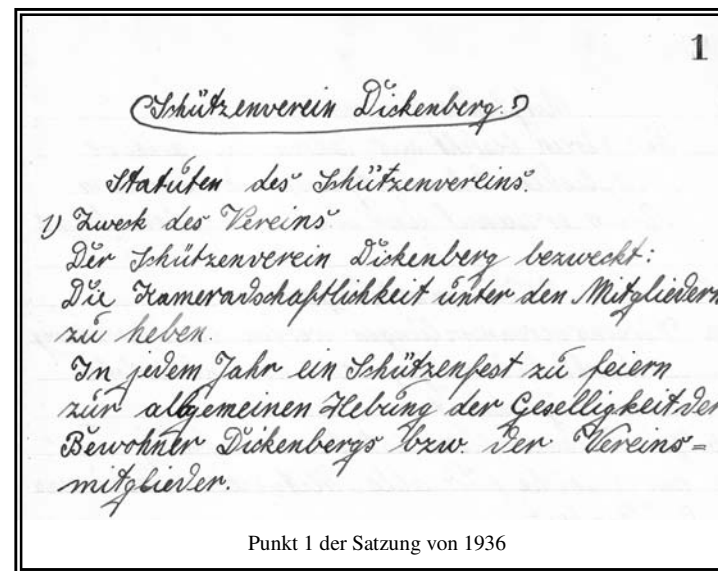 1
Schützenverein Dickenberg.
Statuten des Schützenvereins.
1) Zweck des Vereins
Der Schützenverein Dickenberg bezweckt:
Die Kameradschaftlichkeit unter den Mitgliedern
zu heben.
In jedem Jahr ein Schützenfest zu feiern
zur allgemeinen Hebung der Geselligkeit der
Bewohner Dickenbergs bzw. der Vereins=
mitglieder.
Punkt 1 der Satzung von 1936